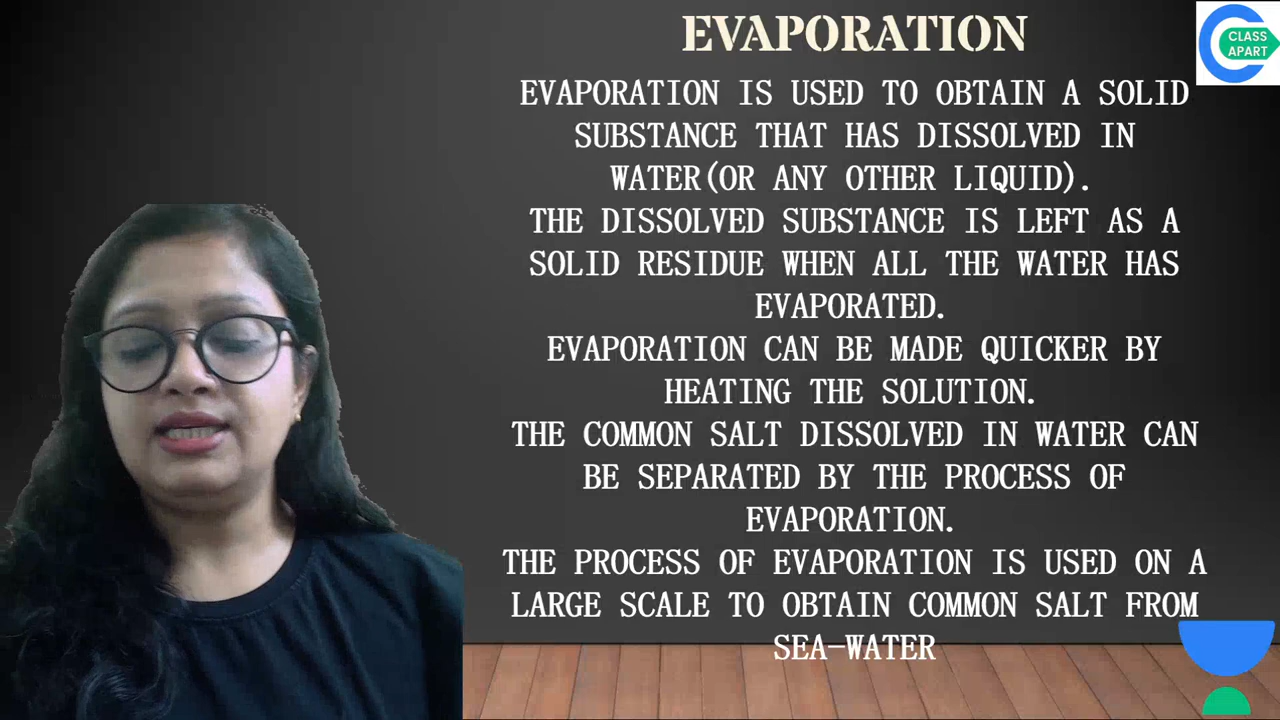 EVAPORATION
CLASS
APART
EVAPORATION IS USED TO OBTAIN A SOLID
SUBSTANCE THAT HAS DISSOLVED IN
WATER(OR ANY OTHER LIQUID).
THE DISSOLVED SUBSTANCE IS LEFT AS A
SOLID RESIDUE WHEN ALL THE WATER HAS
EVAPORATED.
EVAPORATION CAN BE MADE QUICKER BY
HEATING THE SOLUTION.
THE COMMON SALT DISSOLVED IN WATER CAN
BE SEPARATED BY THE PROCESS OF
EVAPORATION.
THE PROCESS OF EVAPORATION IS USED ON A
LARGE SCALE TO OBTAIN COMMON SALT FROM
SEA-WATER